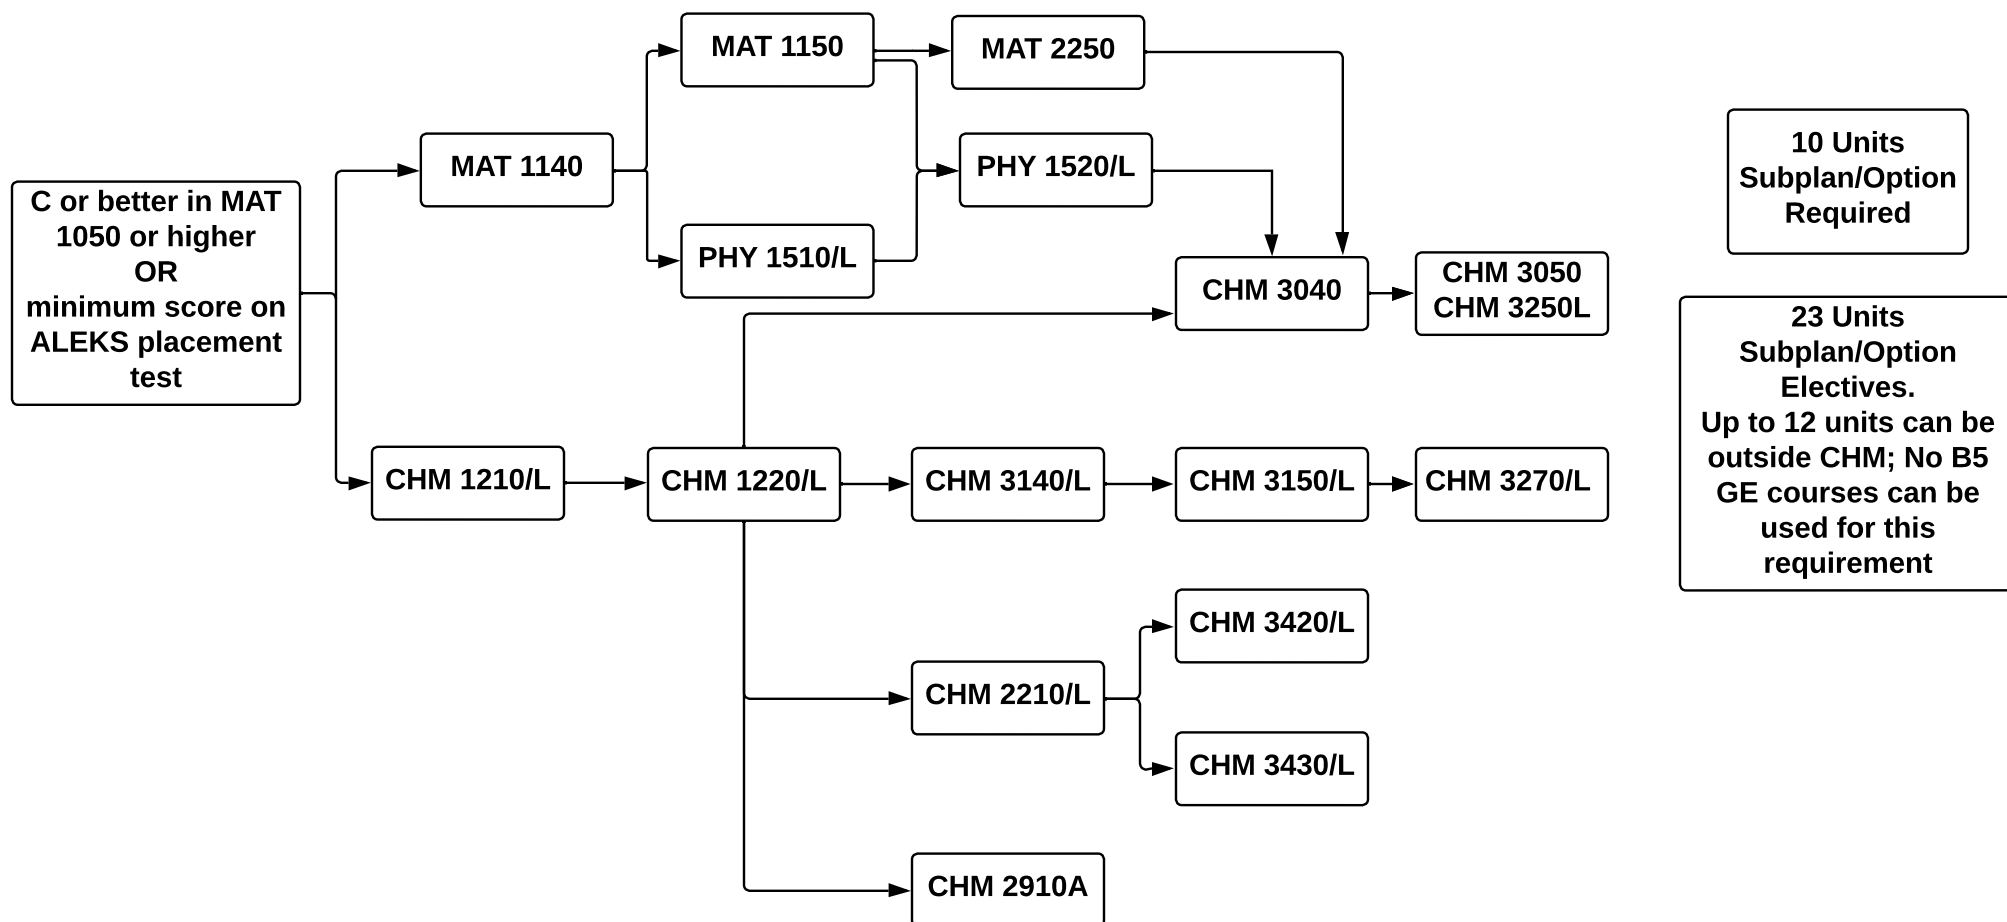 MAT 1150
MAT 2250
MAT 1140
PHY 1520/L
C or better in MAT
1050 or higher
OR
minimum score on
ALEKS placement
test
PHY 1510/L
CHM 3040
CHM 3050
CHM 3250L
CHM 1210/L
CHM 1220/L
CHM 3140/L
CHM 3150/L
CHM 3270/L
CHM 3420/L
CHM 2210/L
CHM 3430/L
CHM 2910A
10 Units
Subplan/Option
Required
23 Units
Subplan/Option
Electives.
Up to 12 units can be
outside CHM; No B5
GE courses can be
used for this
requirement